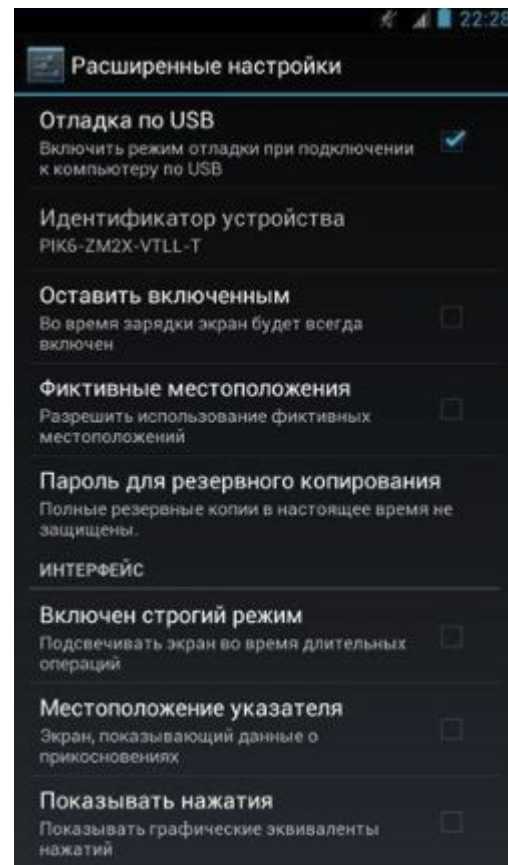 22:28
Расширенные настройки
Отладка по USB
Включить режим отладки при подключении
к компьютеру по USB
Идентификатор устройства
PIK6-ZM2X-VTLL-T
Оставить включенным
Во время зарядки экран будет всегда
включен
Фиктивные местоположения
Разрешить использование фиктивных
местоположений
Пароль для резервного копирования
Полные резервные копии в настоящее время не
защищены.
ИНТЕРФЕЙС
Включен строгий режим
Подсвечивать экран во время длительных
операций
Местоположение указателя
Экран, показывающий данные о
прикосновениях
Показывать нажатия
Показывать графические эквиваленты
нажатий